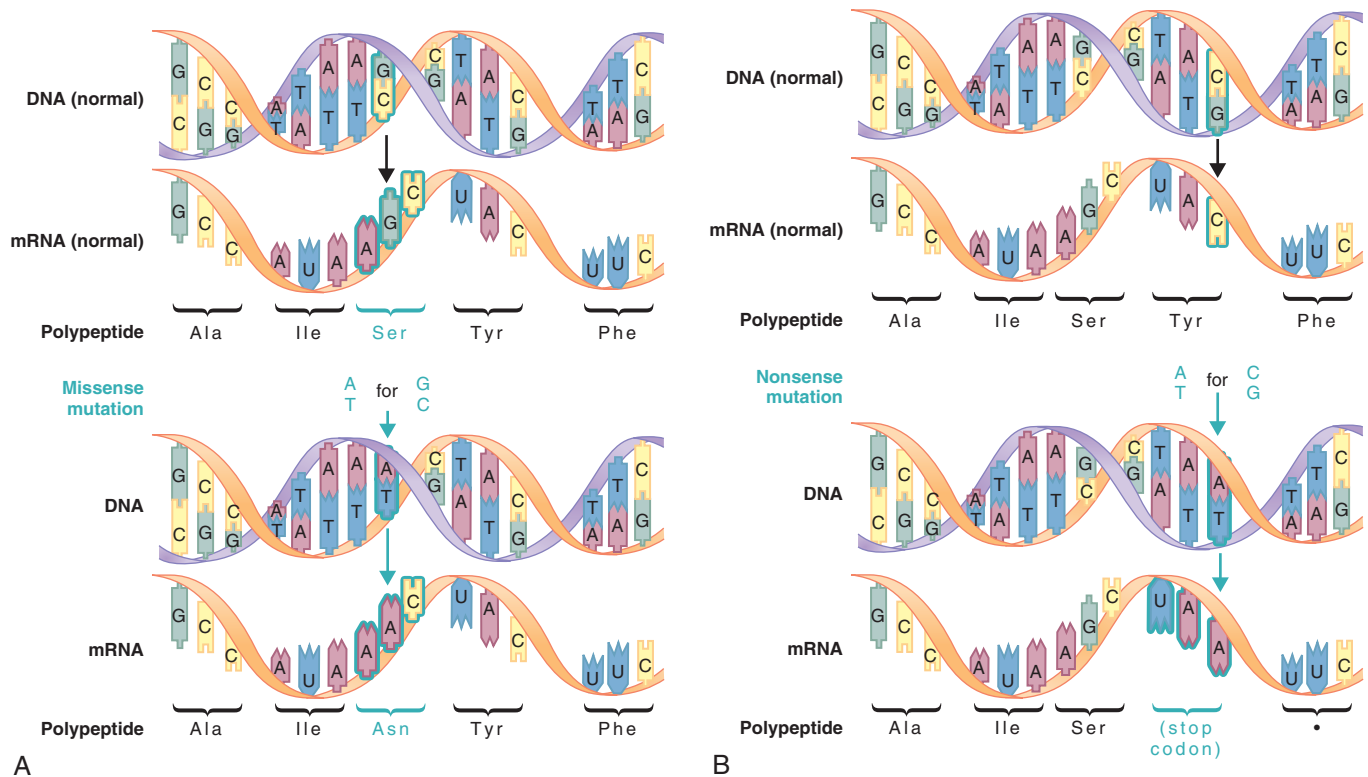 G C C A T A A G C T A C T T C
DNA (normal)
C G G T A T T C G A T G A A G
mRNA (normal)
G C C A U A A G C U A C U U C
Polypeptide Ala Ile Ser Tyr Phe
Missense
mutation
A for G
T C
G C C A T A A A C T A C T T C
DNA
C G G T A T T T G A T G A A G
mRNA
G C C A U A A A C U A C U U C
Polypeptide Ala Ile Asn Tyr Phe
A
G C C A T A A G C T A C T T C
DNA (normal)
C G G T A T T C G A T G A A G
mRNA (normal)
G C C A U A A G C U A C U U C
Polypeptide Ala Ile Ser Tyr Phe
Nonsense
mutation
A for C
T G
G C C A T A A G C T A A T T C
DNA
C G G T A T T C G A T T A A G
mRNA
G C C A U A A G C U A A U U C
Polypeptide Ala Ile Ser (stop
codon) •
B